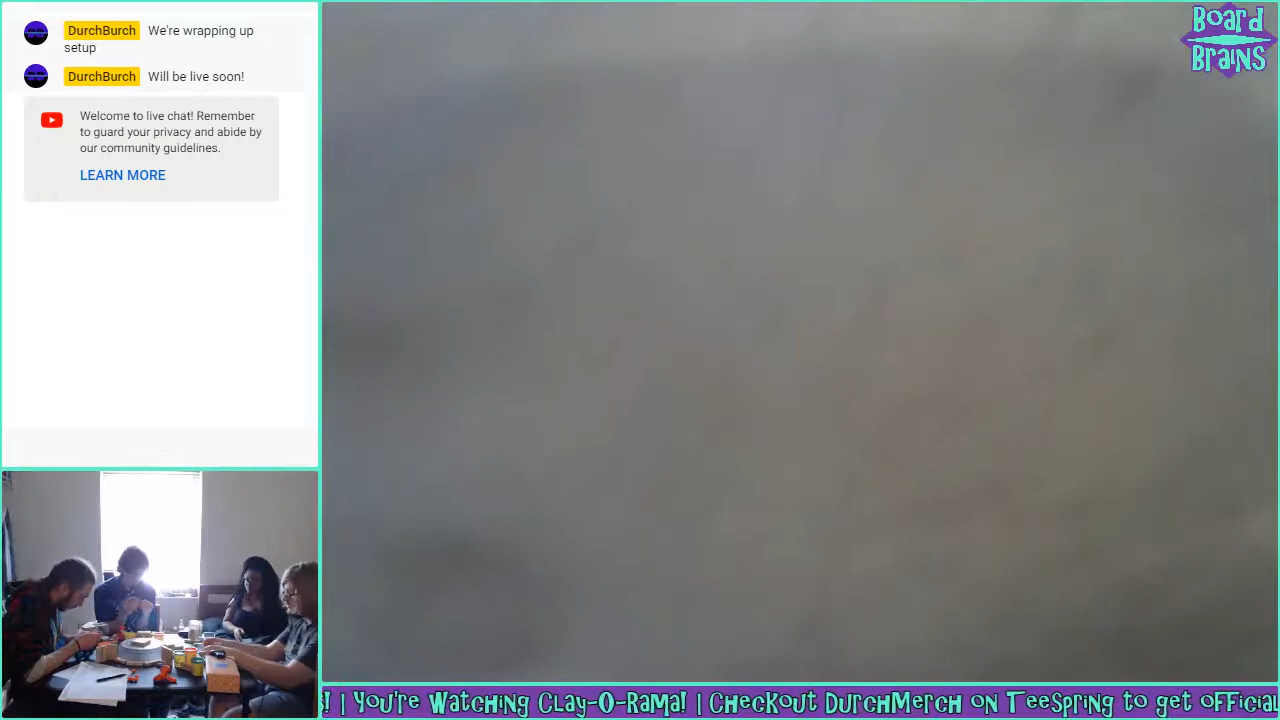 DurchBurch We're wrapping up
setup
DurchBurch Will be live soon!
Welcome to live chat! Remember
to guard your privacy and abide by
our community guidelines.
LEARN MORE
Board
Brains
! | You're Watching Clay-O-Rama! | Checkout DurchMerch on TeeSpring to get official